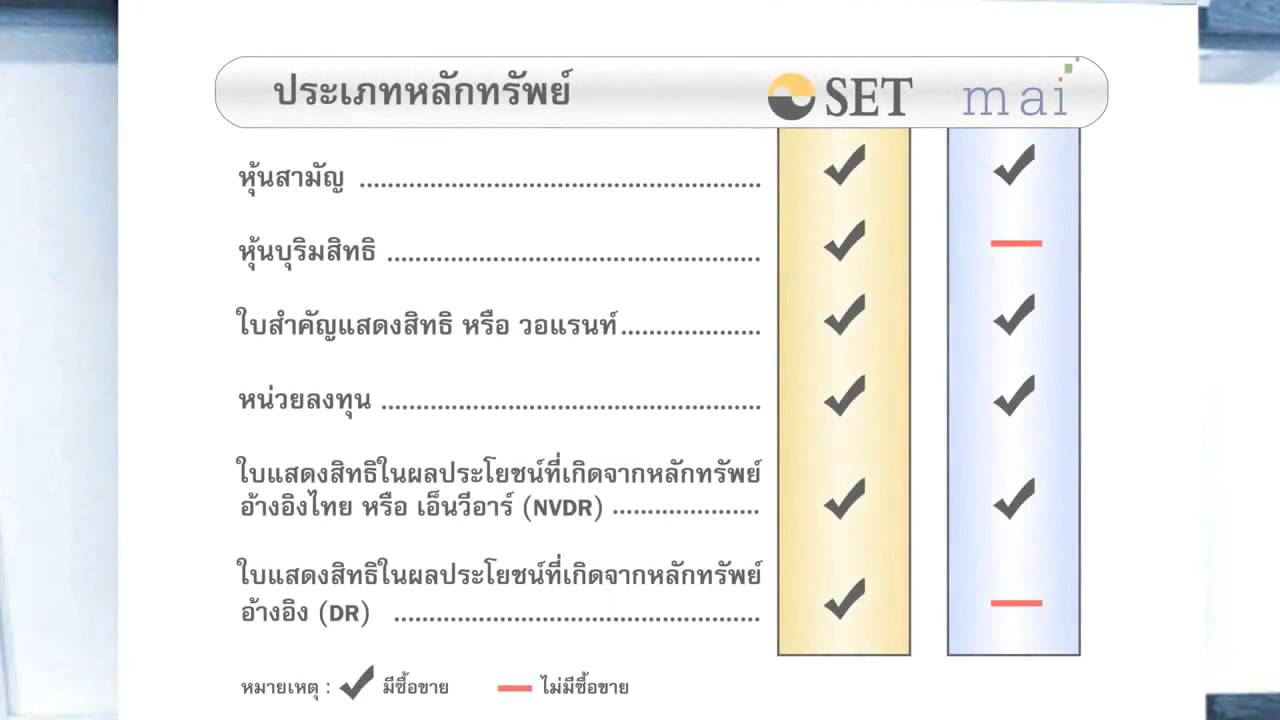 ประเภทหลักทรัพย์ SET mai
หุ้นสามัญ ........................................................
หุ้นบุริมสิทธิ ....................................................
ใบสำคัญแสดงสิทธิ หรือ วอแรนท์....................
หน่วยลงทุน .....................................................
ใบแสดงสิทธิในผลประโยชน์ที่เกิดจากหลักทรัพย์
อ้างอิงไทย หรือ เอ็นวีอาร์ (NVDR) .....................
ใบแสดงสิทธิในผลประโยชน์ที่เกิดจากหลักทรัพย์
อ้างอิง (DR) ....................................................
หมายเหตุ : ✔ มีซื้อขาย — ไม่มีซื้อขาย